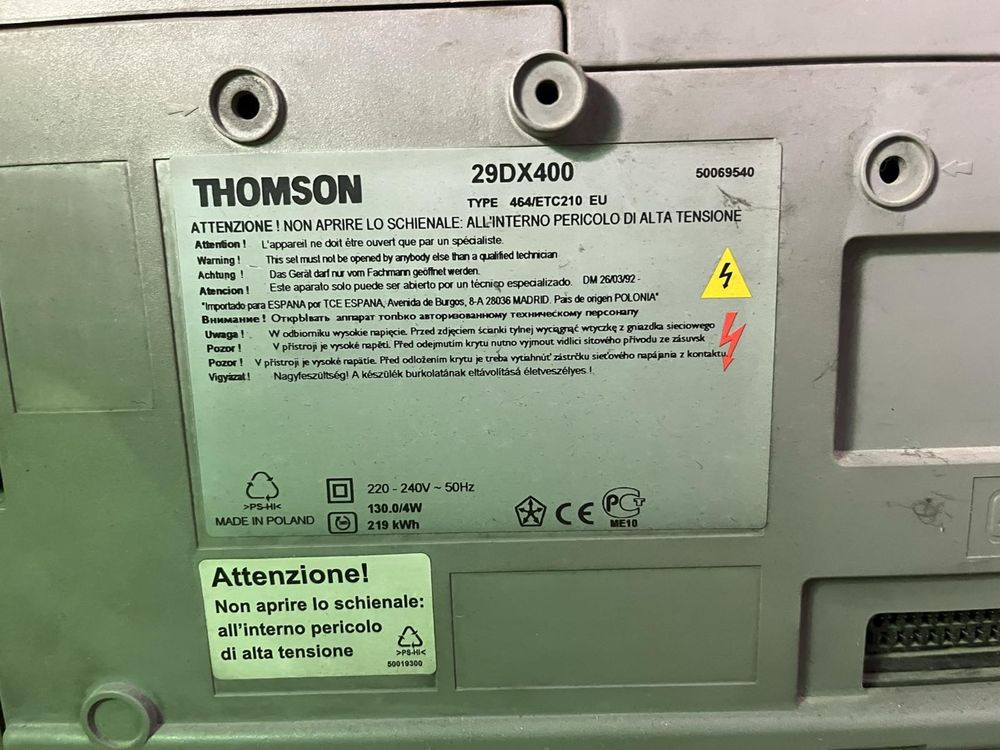 THOMSON
29DX400
50069540
TYPE 464/ETC210 EU
ATTENZIONE ! NON APRIRE LO SCHIENALE: ALL'INTERNO PERICOLO DI ALTA TENSIONE
Attention ! L'appareil ne doit être ouvert que par un spécialiste.
Warning ! This set must not be opened by anybody else than a qualified technician
Achtung ! Das Gerät darf nur vom Fachmann geöffnet werden.
Atencion ! Este aparato solo puede ser abierto por un técnico especializado. DM 26/03/92 -
"Importado para ESPANA por TCE ESPANA, Avenida de Burgos, 8-A 28036 MADRID. Pais de origen POLONIA"
Внимание ! Открывать аппарат только авторизованному техническому персоналу
Uwaga ! W odbiorniku wysokie napięcie. Przed zdjęciem ścianki tylnej wyciągnąć wtyczkę z gniazdka sieciowego
Pozor ! V přístroji je vysoké napětí. Před odejmutím krytu nutno vyjmout vidlici síťového přívodu ze zásuvsk
Pozor ! V přístroji je vysoké napätie. Před odložením krytu je treba vytiahnúť zástrčku sieťového napájania z kontaktu.
Vigyázat ! Nagyfeszültség! A készülék burkolatának eltávolításá életveszélyes !
>PS-HI<
MADE IN POLAND
220 - 240V ~ 50Hz
130.0/4W
219 kWh
CE
РСТ
ME10
Attenzione!
Non aprire lo schienale:
all'interno pericolo
di alta tensione
>PS-HI<
50019300